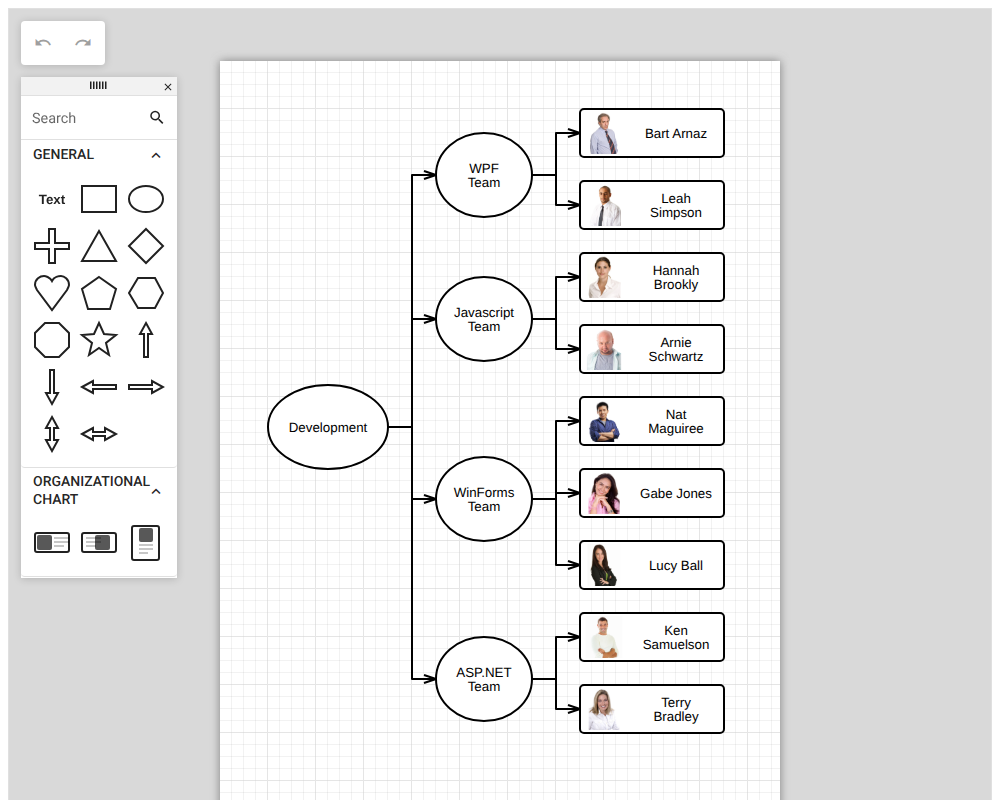 Search
GENERAL
Text
ORGANIZATIONAL
CHART
Development
WPF
Team
Javascript
Team
WinForms
Team
ASP.NET
Team
Bart Arnaz
Leah
Simpson
Hannah
Brookly
Arnie
Schwartz
Nat
Maguiree
Gabe Jones
Lucy Ball
Ken
Samuelson
Terry
Bradley